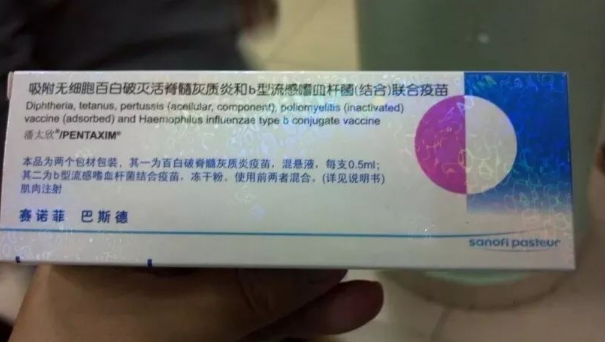 吸附无细胞百白破灭活脊髓灰质炎和b型流感嗜血杆菌(结合)联合疫苗
Diphtheria, tetanus, pertussis (acellular, component), poliomyelitis (inactivated)
vaccine (adsorbed) and Haemophilus influenzae type b conjugate vaccine
潘太欣®/PENTAXIM®
本品为两个包材包装，其一为百白破脊髓灰质炎疫苗，混悬液，每支0.5ml；
其二为b型流感嗜血杆菌结合疫苗，冻干粉，使用前两者混合，(详见说明书)
肌内注射
赛诺菲 巴斯德
sanofi pasteur